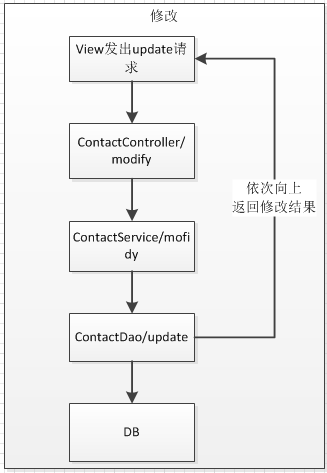 修改
View发出update请
求
ContactController/
modify
ContactService/mofi
dy
依次向上
返回修改结果
ContactDao/update
DB